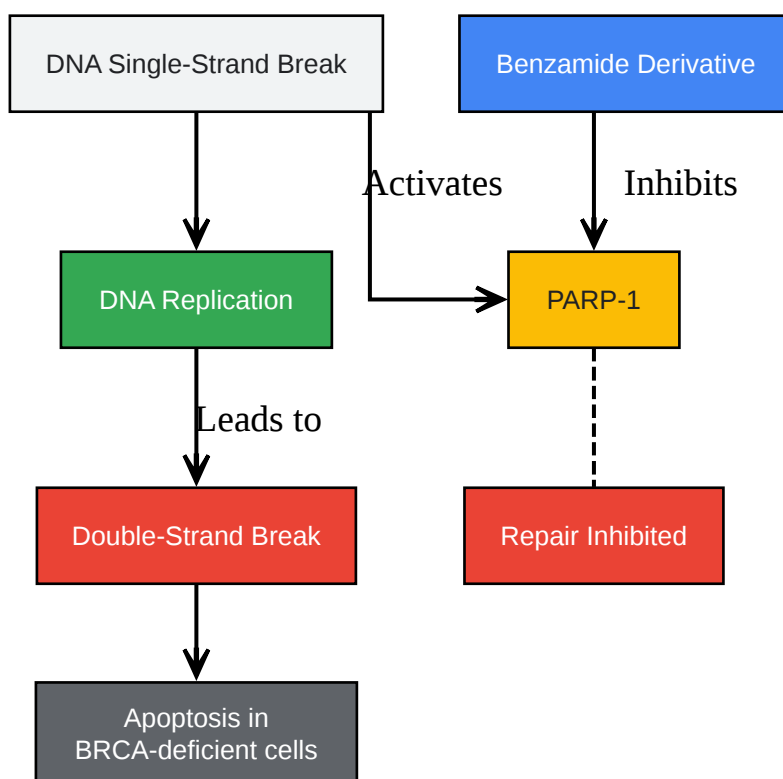 DNA Single-Strand Break
Benzamide Derivative
Activates
Inhibits
DNA Replication
PARP-1
Leads to
Double-Strand Break
Repair Inhibited
Apoptosis in
BRCA-deficient cells